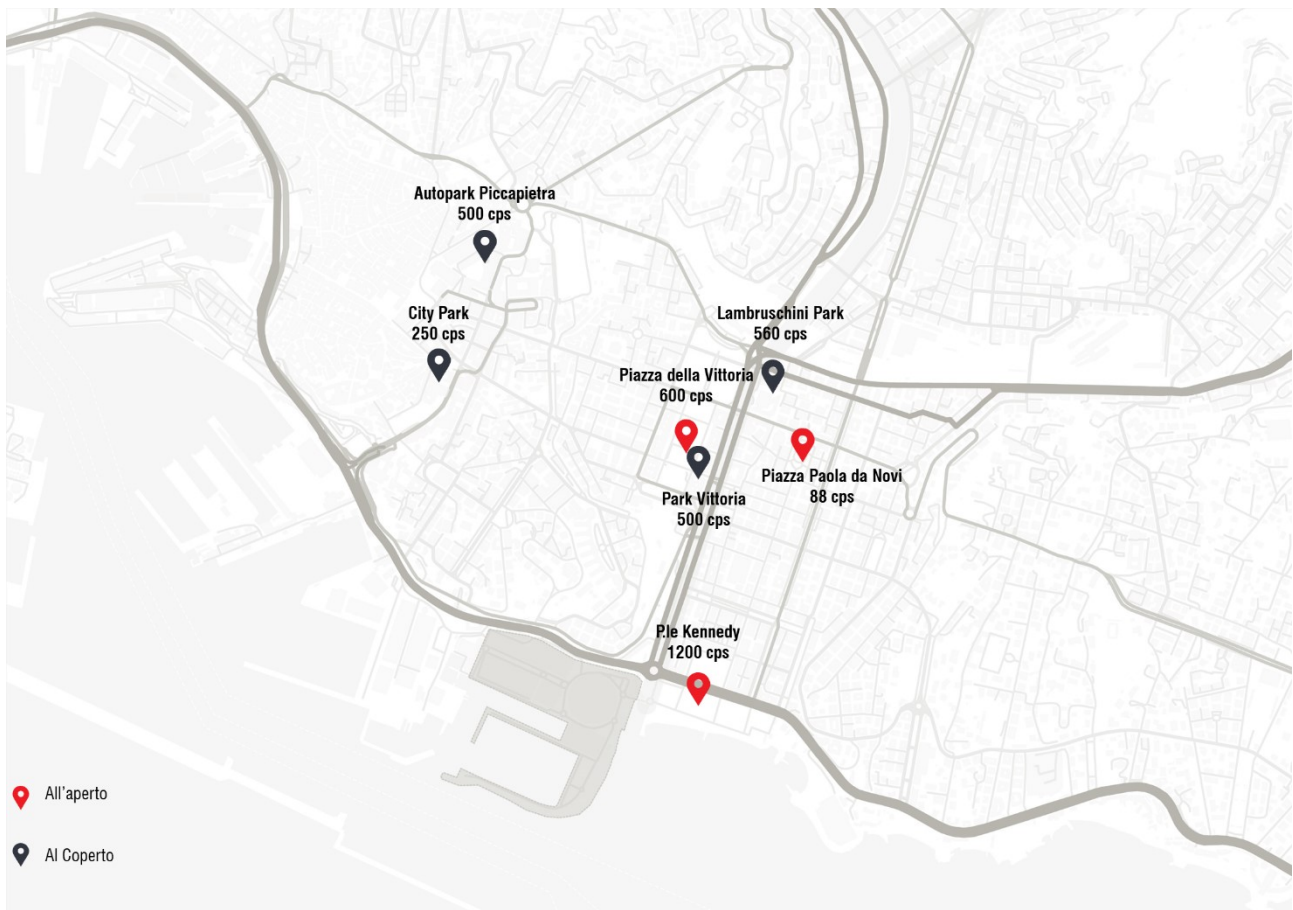 Autopark Piccapietra
500 cps
City Park
250 cps
Lambruschini Park
560 cps
Piazza della Vittoria
600 cps
Piazza Paola da Novi
88 cps
Park Vittoria
500 cps
P.le Kennedy
1200 cps
All'aperto
Al Coperto